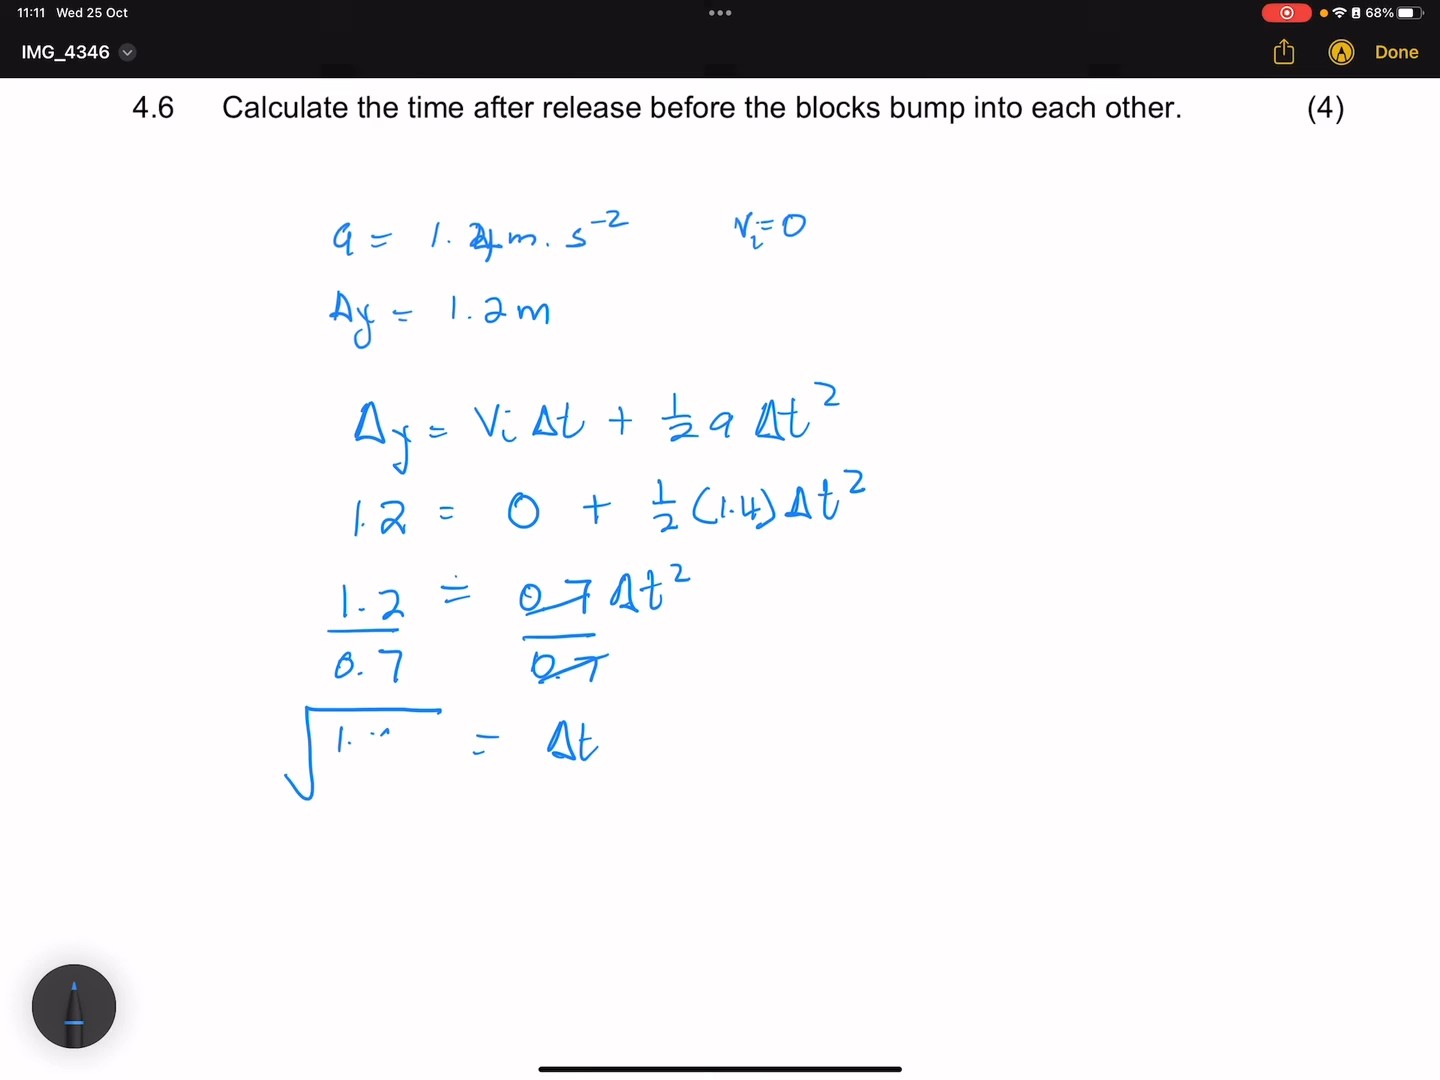 11:11 Wed 25 Oct
68%
IMG_4346
Done
4.6 Calculate the time after release before the blocks bump into each other. (4)
a = 1.4 m.s⁻² vᵢ = 0
Δy = 1.2 m
Δy = Vᵢ Δt + ½ a Δt²
1.2 = 0 + ½ (1.4) Δt²
1.2 = 0.7 Δt²
0.7 0.7
√1. = Δt